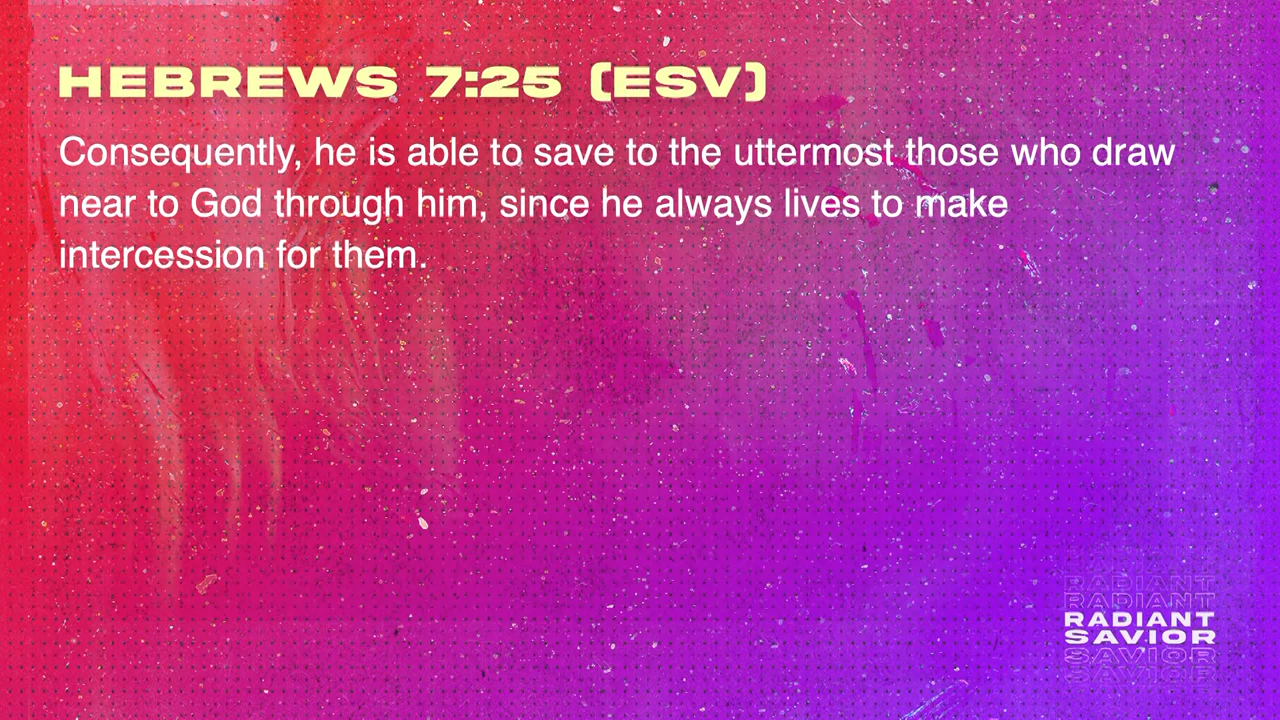 HEBREWS 7:25 (ESV)
Consequently, he is able to save to the uttermost those who draw
near to God through him, since he always lives to make
intercession for them.
RADIANT
RADIANT
RADIANT
SAVIOR
SAVIOR
SAVIOR